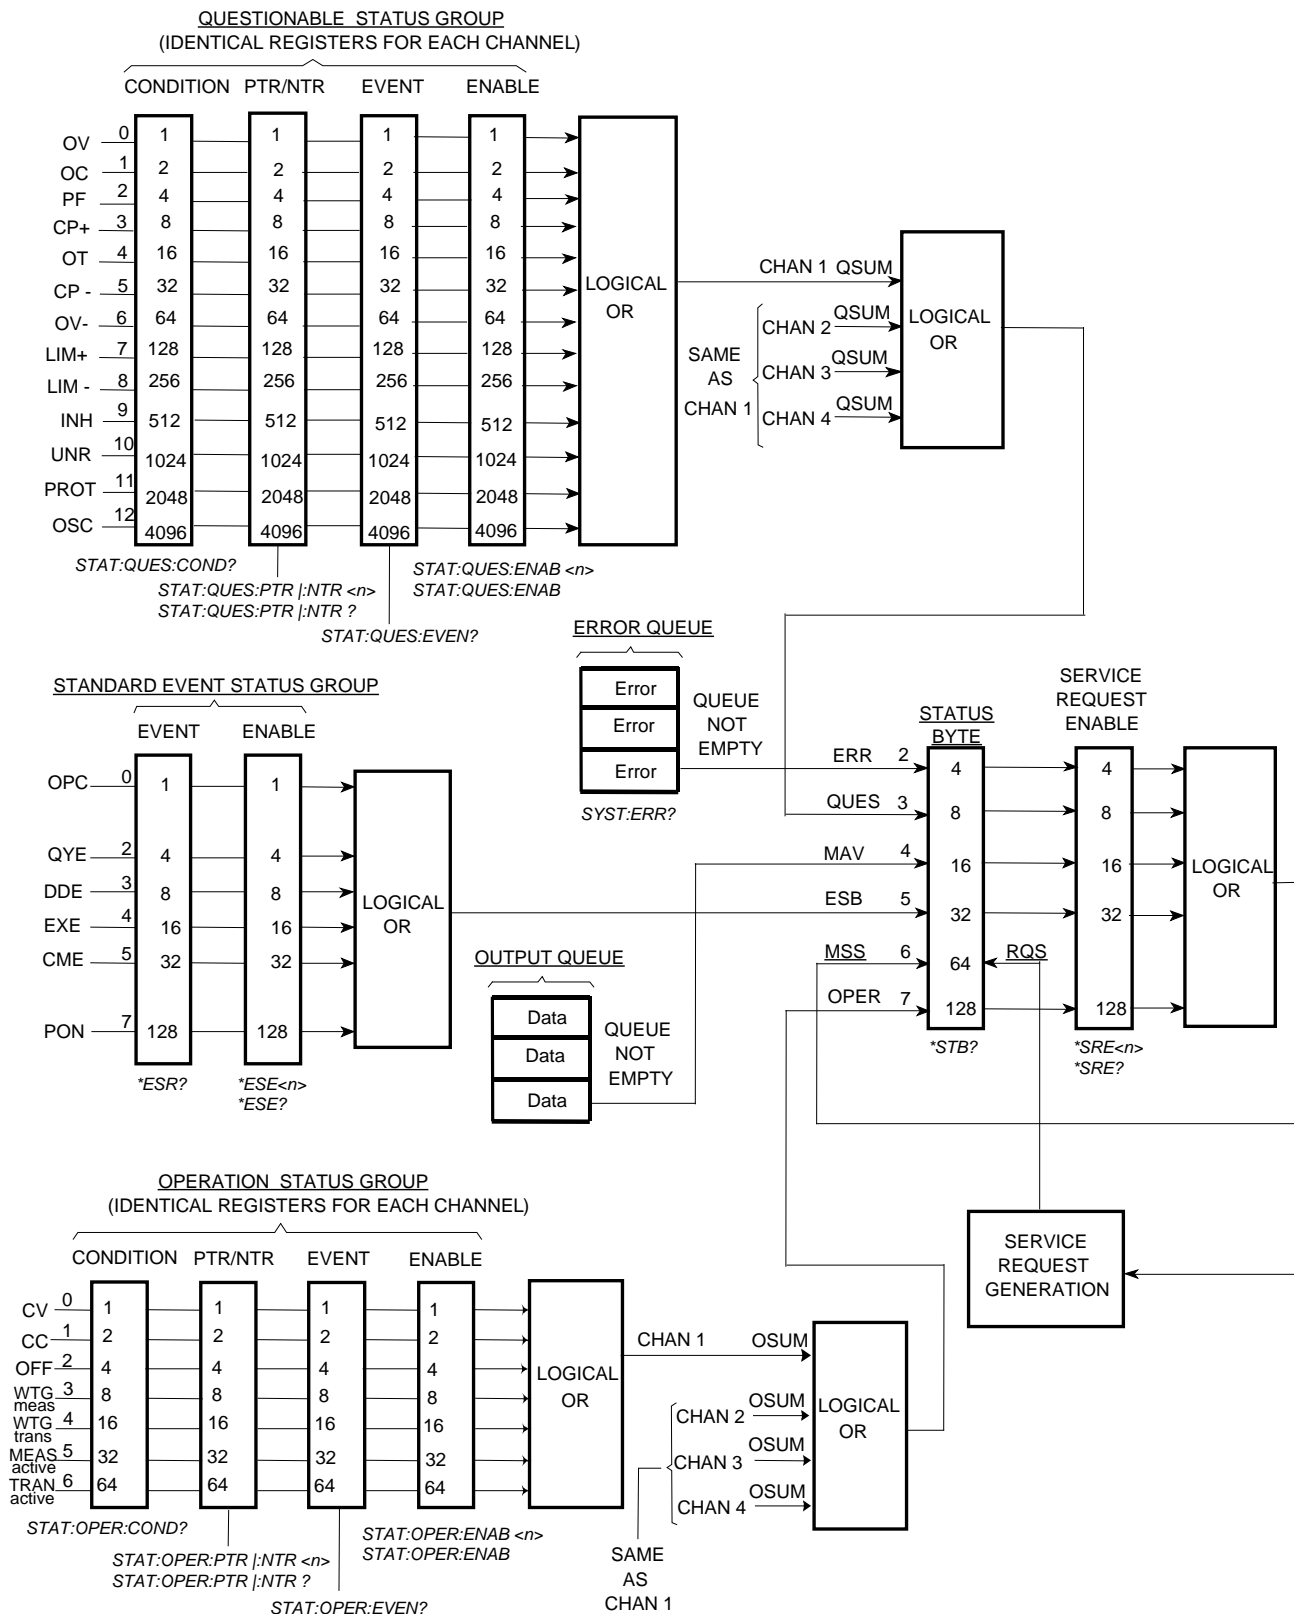 QUESTIONABLE STATUS GROUP
(IDENTICAL REGISTERS FOR EACH CHANNEL)
CONDITION PTR/NTR EVENT ENABLE
OV 0 1 1 1 1
OC 1 2 2 2 2
PF 2 4 4 4 4
CP+ 3 8 8 8 8
OT 4 16 16 16 16
CP - 5 32 32 32 32
OV- 6 64 64 64 64
LIM+ 7 128 128 128 128
LIM - 8 256 256 256 256
INH 9 512 512 512 512
UNR 10 1024 1024 1024 1024
PROT 11 2048 2048 2048 2048
OSC 12 4096 4096 4096 4096
LOGICAL
OR
CHAN 1 QSUM
CHAN 2 QSUM
CHAN 3 QSUM
CHAN 4 QSUM
SAME
AS
CHAN 1
LOGICAL
OR
STAT:QUES:COND?
STAT:QUES:PTR |:NTR <n>
STAT:QUES:PTR |:NTR ?
STAT:QUES:EVEN?
STAT:QUES:ENAB <n>
STAT:QUES:ENAB
ERROR QUEUE
Error
Error
Error
QUEUE
NOT
EMPTY
SYST:ERR?
STANDARD EVENT STATUS GROUP
EVENT ENABLE
OPC 0 1 1
QYE 2 4 4
DDE 3 8 8
EXE 4 16 16
CME 5 32 32
PON 7 128 128
LOGICAL
OR
*ESR?
*ESE<n>
*ESE?
OUTPUT QUEUE
Data
Data
Data
QUEUE
NOT
EMPTY
STATUS
BYTE
SERVICE
REQUEST
ENABLE
ERR 2 4 4
QUES 3 8 8
MAV 4 16 16
ESB 5 32 32
MSS 6 64 RQS
OPER 7 128 128
LOGICAL
OR
*STB?
*SRE<n>
*SRE?
SERVICE
REQUEST
GENERATION
OPERATION STATUS GROUP
(IDENTICAL REGISTERS FOR EACH CHANNEL)
CONDITION PTR/NTR EVENT ENABLE
CV 0 1 1 1 1
CC 1 2 2 2 2
OFF 2 4 4 4 4
WTG 3 8 8 8 8
meas
WTG 4 16 16 16 16
trans
MEAS 5 32 32 32 32
active
TRAN 6 64 64 64 64
active
LOGICAL
OR
CHAN 1 OSUM
CHAN 2 OSUM
CHAN 3 OSUM
CHAN 4 OSUM
LOGICAL
OR
SAME
AS
CHAN 1
STAT:OPER:COND?
STAT:OPER:PTR |:NTR <n>
STAT:OPER:PTR |:NTR ?
STAT:OPER:EVEN?
STAT:OPER:ENAB <n>
STAT:OPER:ENAB